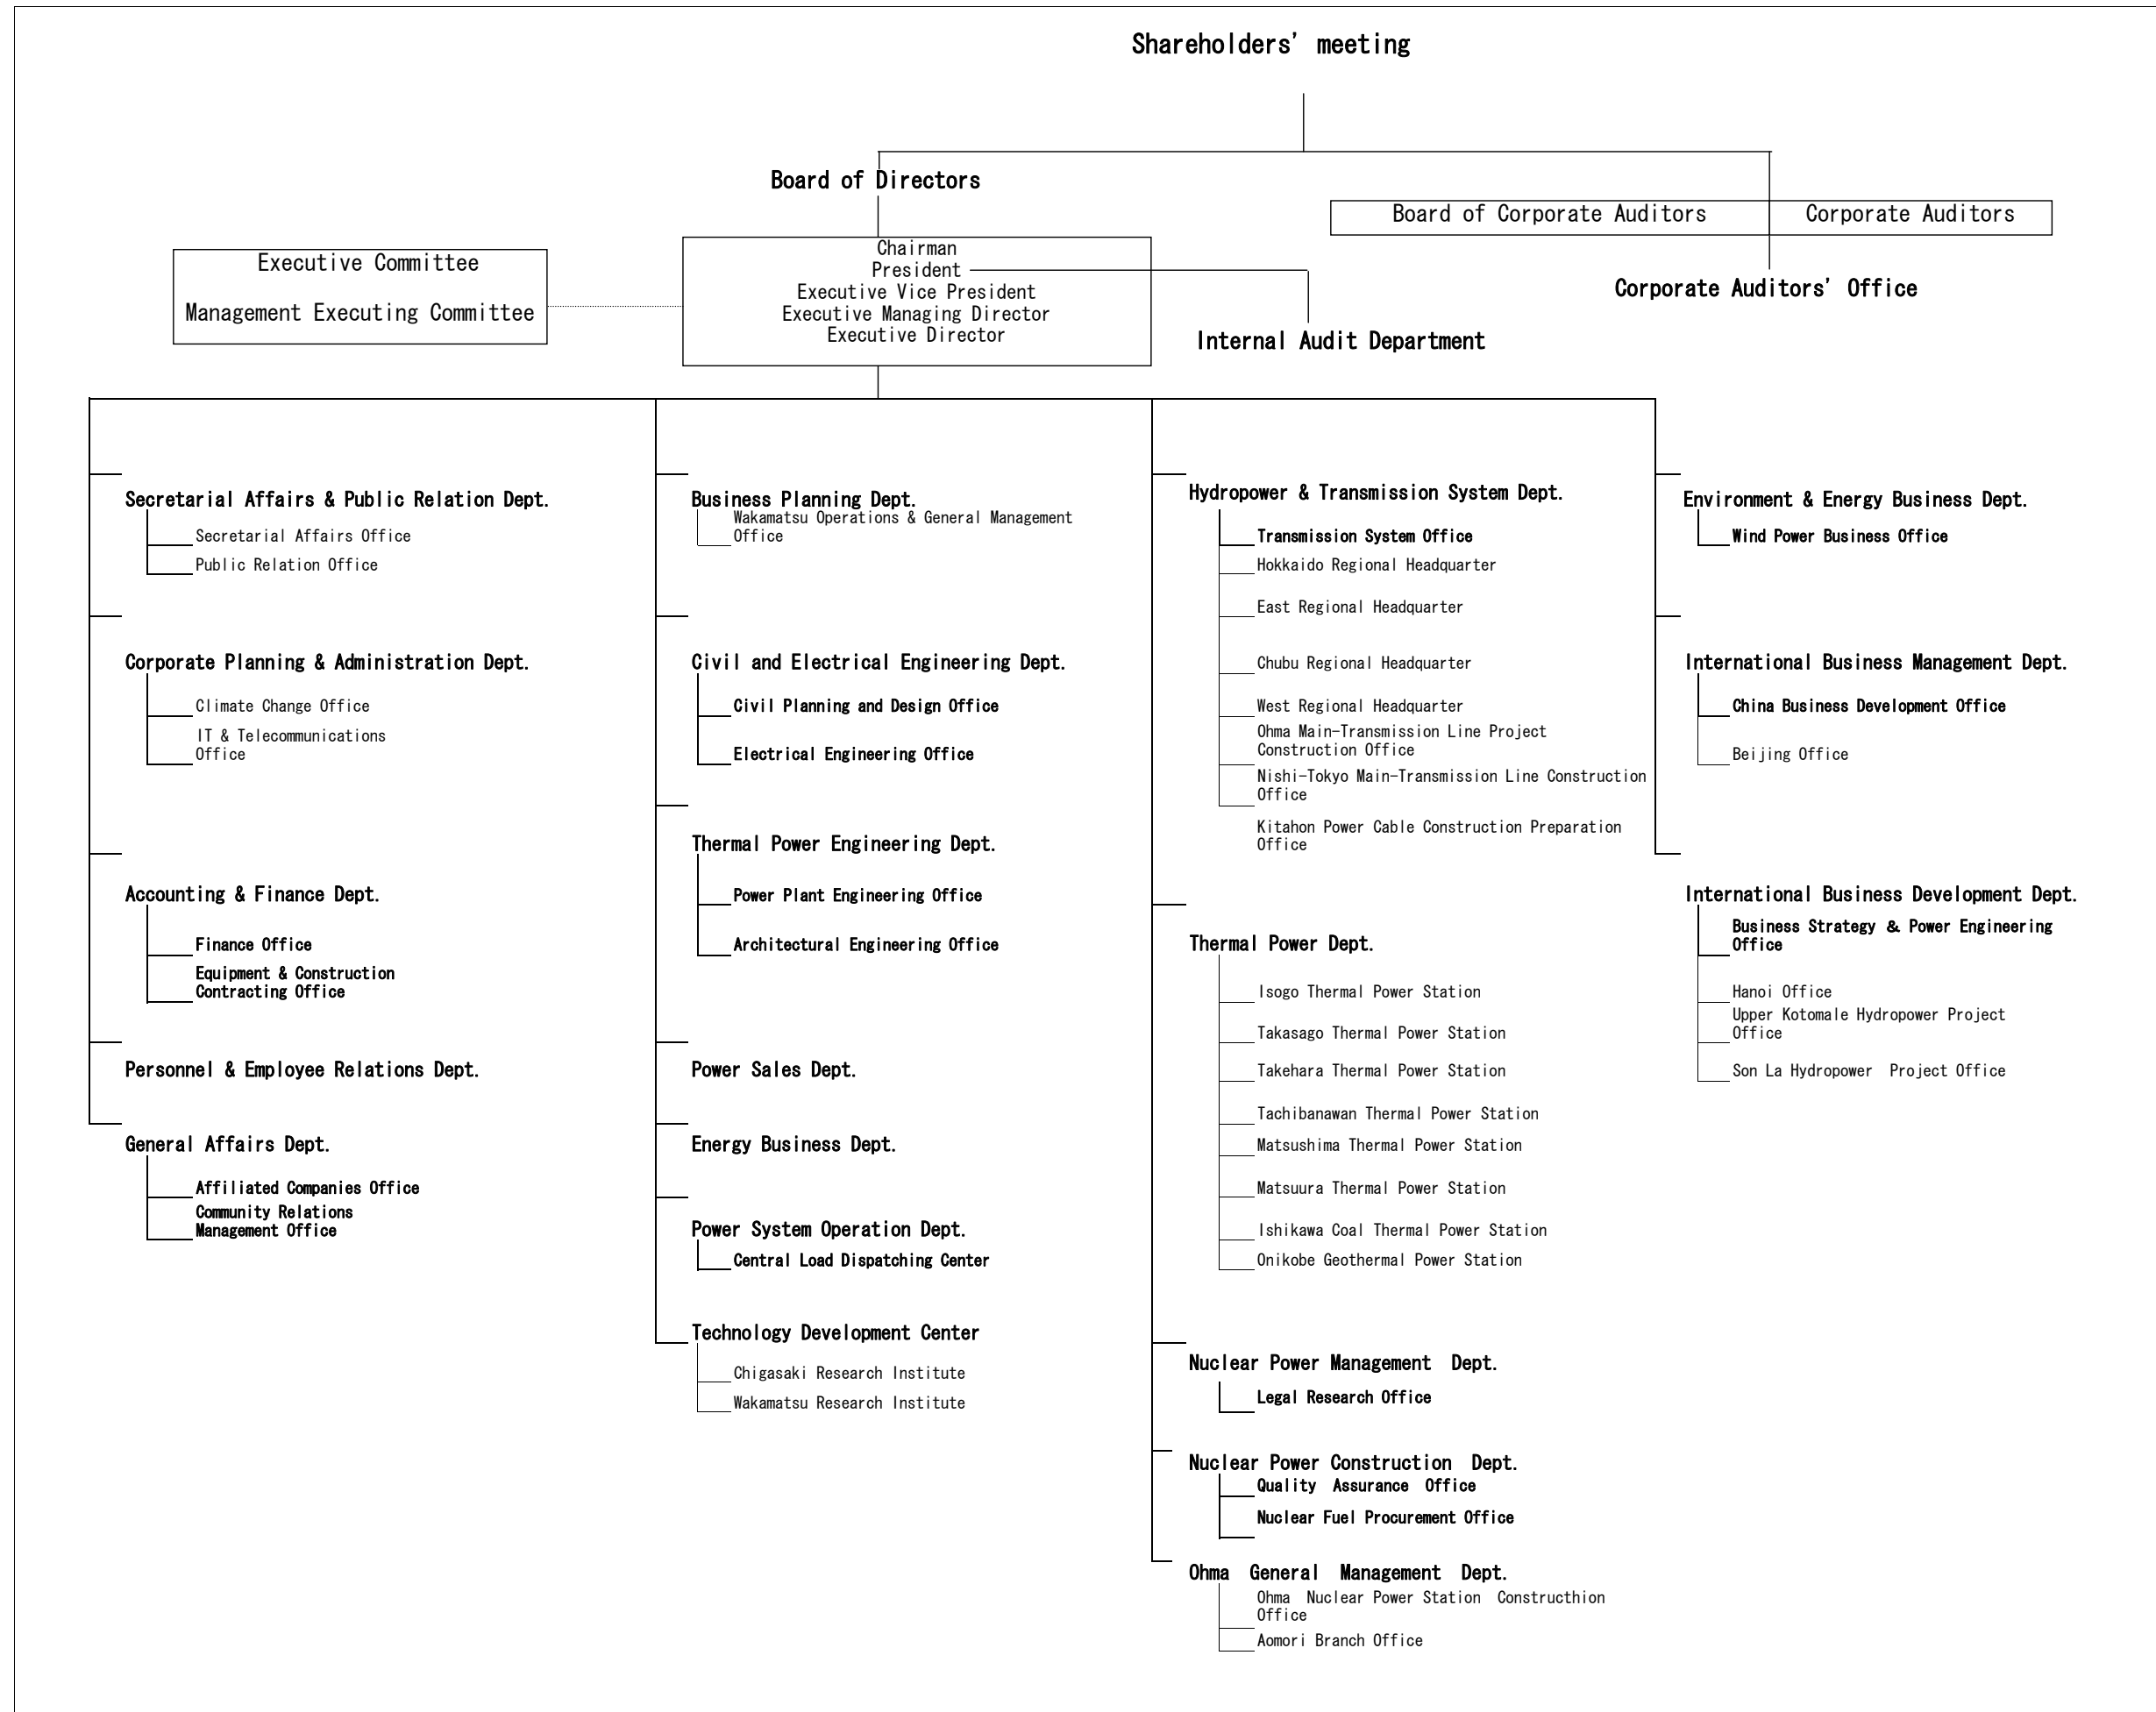 Shareholders' meeting
Board of Directors
Board of Corporate Auditors
Corporate Auditors
Corporate Auditors' Office
Executive Committee
Management Executing Committee
Chairman
President
Executive Vice President
Executive Managing Director
Executive Director
Internal Audit Department
Secretarial Affairs & Public Relation Dept.
Secretarial Affairs Office
Public Relation Office
Corporate Planning & Administration Dept.
Climate Change Office
IT & Telecommunications
Office
Accounting & Finance Dept.
Finance Office
Equipment & Construction
Contracting Office
Personnel & Employee Relations Dept.
General Affairs Dept.
Affiliated Companies Office
Community Relations
Management Office
Business Planning Dept.
Wakamatsu Operations & General Management
Office
Civil and Electrical Engineering Dept.
Civil Planning and Design Office
Electrical Engineering Office
Thermal Power Engineering Dept.
Power Plant Engineering Office
Architectural Engineering Office
Power Sales Dept.
Energy Business Dept.
Power System Operation Dept.
Central Load Dispatching Center
Technology Development Center
Chigasaki Research Institute
Wakamatsu Research Institute
Hydropower & Transmission System Dept.
Transmission System Office
Hokkaido Regional Headquarter
East Regional Headquarter
Chubu Regional Headquarter
West Regional Headquarter
Ohma Main-Transmission Line Project
Construction Office
Nishi-Tokyo Main-Transmission Line Construction
Office
Kitahon Power Cable Construction Preparation
Office
Thermal Power Dept.
Isogo Thermal Power Station
Takasago Thermal Power Station
Takehara Thermal Power Station
Tachibanawan Thermal Power Station
Matsushima Thermal Power Station
Matsuura Thermal Power Station
Ishikawa Coal Thermal Power Station
Onikobe Geothermal Power Station
Nuclear Power Management Dept.
Legal Research Office
Nuclear Power Construction Dept.
Quality Assurance Office
Nuclear Fuel Procurement Office
Ohma General Management Dept.
Ohma Nuclear Power Station Constructhion
Office
Aomori Branch Office
Environment & Energy Business Dept.
Wind Power Business Office
International Business Management Dept.
China Business Development Office
Beijing Office
International Business Development Dept.
Business Strategy & Power Engineering
Office
Hanoi Office
Upper Kotomale Hydropower Project
Office
Son La Hydropower Project Office